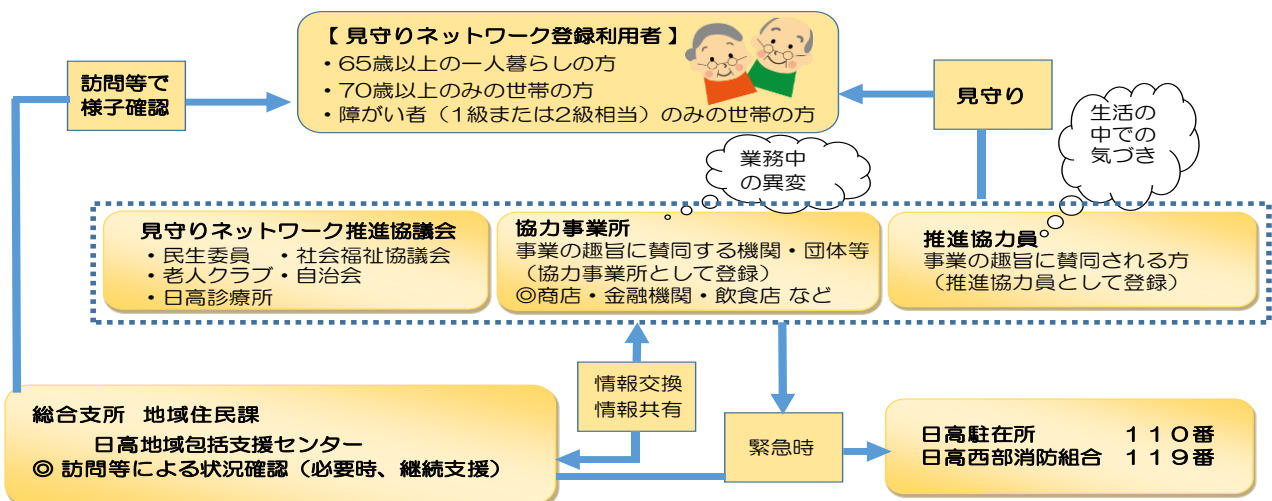 【 見守りネットワーク登録利用者 】
・65歳以上の一人暮らしの方
・70歳以上のみの世帯の方
・障がい者（1級または2級相当）のみの世帯の方
訪問等で
様子確認
見守り
生活の
中での
気づき
業務中
の異変
見守りネットワーク推進協議会
・民生委員　・社会福祉協議会
・老人クラブ・自治会
・日高診療所
協力事業所
事業の趣旨に賛同する機関・団体等
（協力事業所として登録）
◎商店・金融機関・飲食店 など
推進協力員
事業の趣旨に賛同される方
（推進協力員として登録）
情報交換
情報共有
緊急時
総合支所　地域住民課
日高地域包括支援センター
◎ 訪問等による状況確認（必要時、継続支援）
日高駐在所　　　　１１０番
日高西部消防組合　１１９番